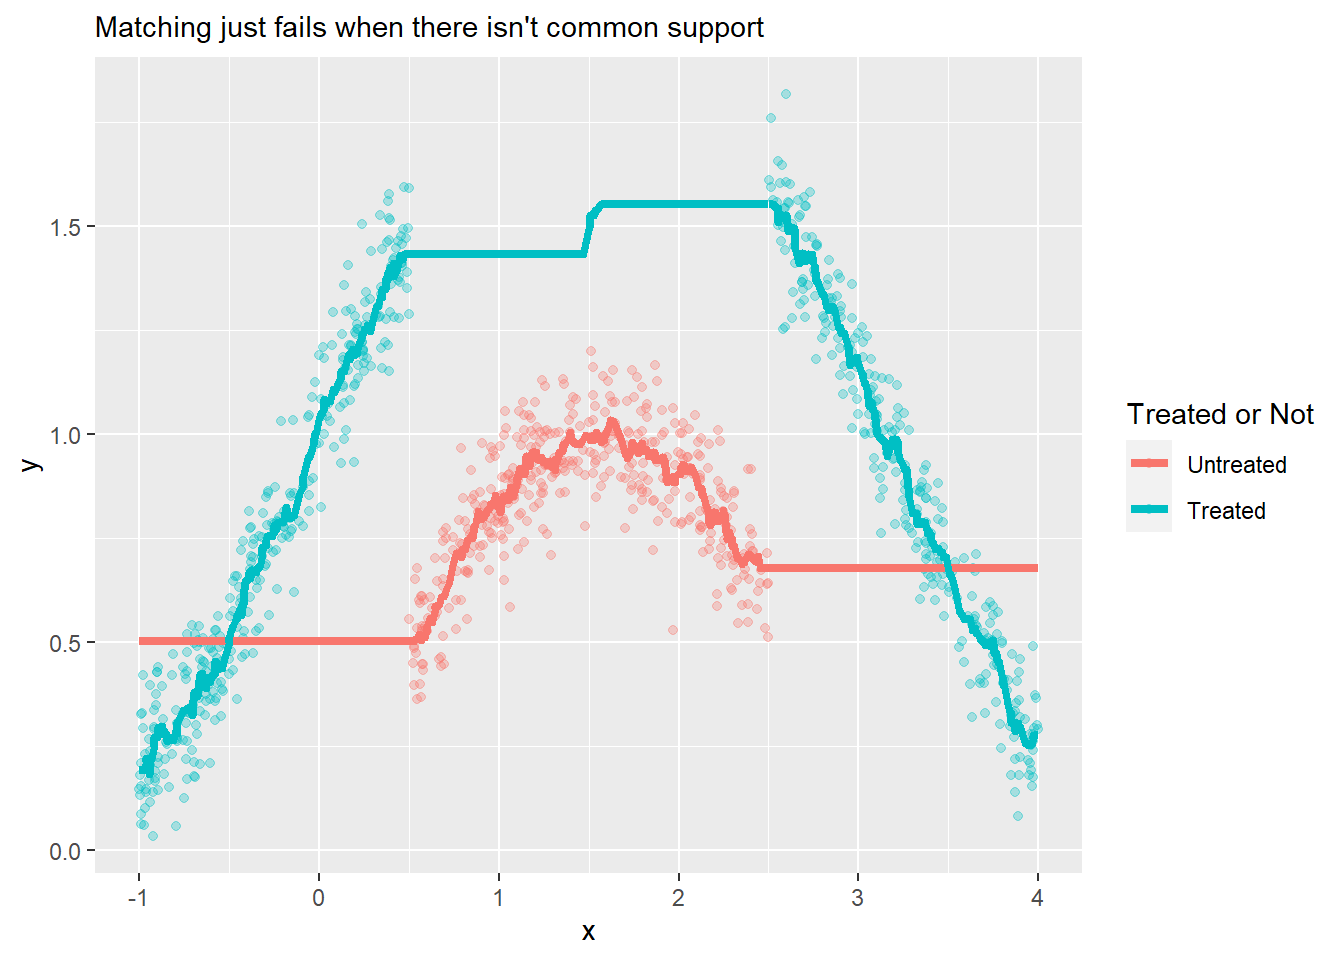 Matching just fails when there isn't common support
1.5
1.0
0.5
0.0
y
-1 0 1 2 3 4
x
Treated or Not
Untreated
Treated